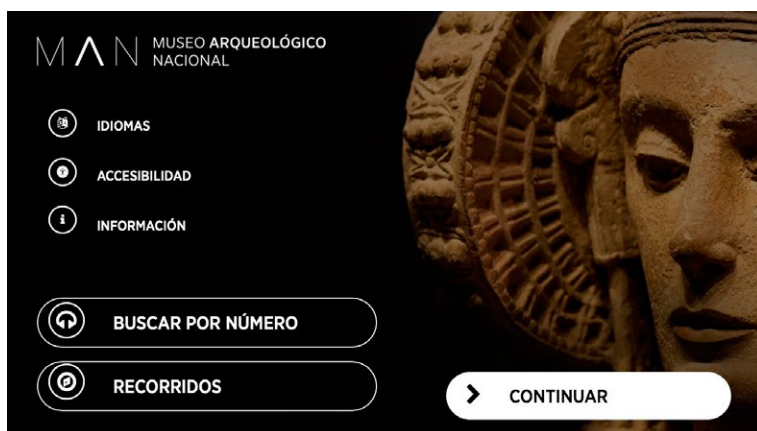 MAN MUSEO ARQUEOLÓGICO
NACIONAL
IDIOMAS
ACCESIBILIDAD
INFORMACIÓN
BUSCAR POR NÚMERO
RECORRIDOS
CONTINUAR